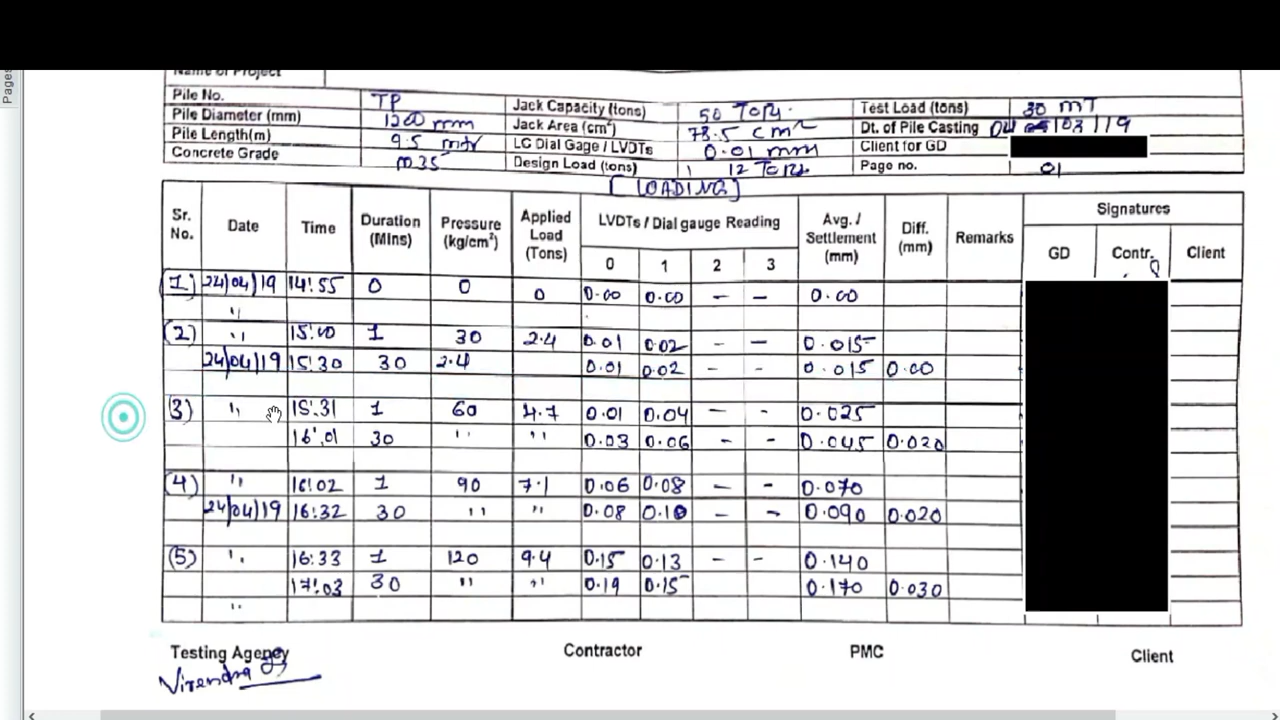 Pages
Name of Project
Pile No. TP Jack Capacity (tons) 50 Ton. Test Load (tons) 30 MT
Pile Diameter (mm) 1200 mm Jack Area (cm²) 78.5 cm² Dt. of Pile Casting 04 03/19
Pile Length(m) 9.5 mtr LC Dial Gage / LVDTs 0.01 mm Client for GD
Concrete Grade m35 Design Load (tons) 12 Ton Page no. 01
[LOADING]
Sr. No. Date Time Duration (Mins) Pressure (kg/cm²) Applied Load (Tons) LVDTs / Dial gauge Reading Avg. / Settlement (mm) Diff. (mm) Remarks Signatures
0 1 2 3 GD Contr. Client
(1) 24/04/19 14:55 0 0 0 0.00 0.00 - - 0.00
"
(2) " 15:00 1 30 2.4 0.01 0.02 - - 0.015
24/04/19 15:30 30 2.4 0.01 0.02 - - 0.015 0.00
(3) " 15:31 1 60 4.7 0.01 0.04 - - 0.025
16:01 30 " " 0.03 0.06 - - 0.045 0.020
(4) " 16:02 1 90 7.1 0.06 0.08 - - 0.070
24/04/19 16:32 30 " " 0.08 0.10 - - 0.090 0.020
(5) " 16:33 1 120 9.4 0.15 0.13 - - 0.140
17:03 30 " " 0.19 0.15 0.170 0.030
"
Testing Agency Contractor PMC Client
Virendra